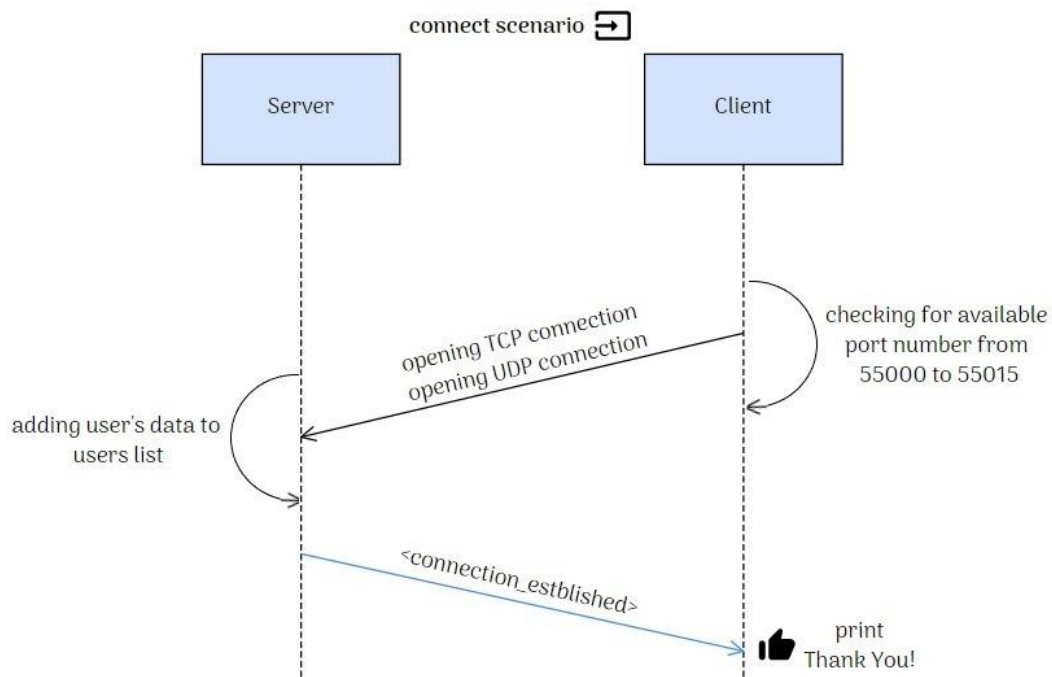 connect scenario
Server
Client
checking for available
port number from
55000 to 55015
opening TCP connection
opening UDP connection
adding user's data to
users list
<connection_estblished>
print
Thank You!